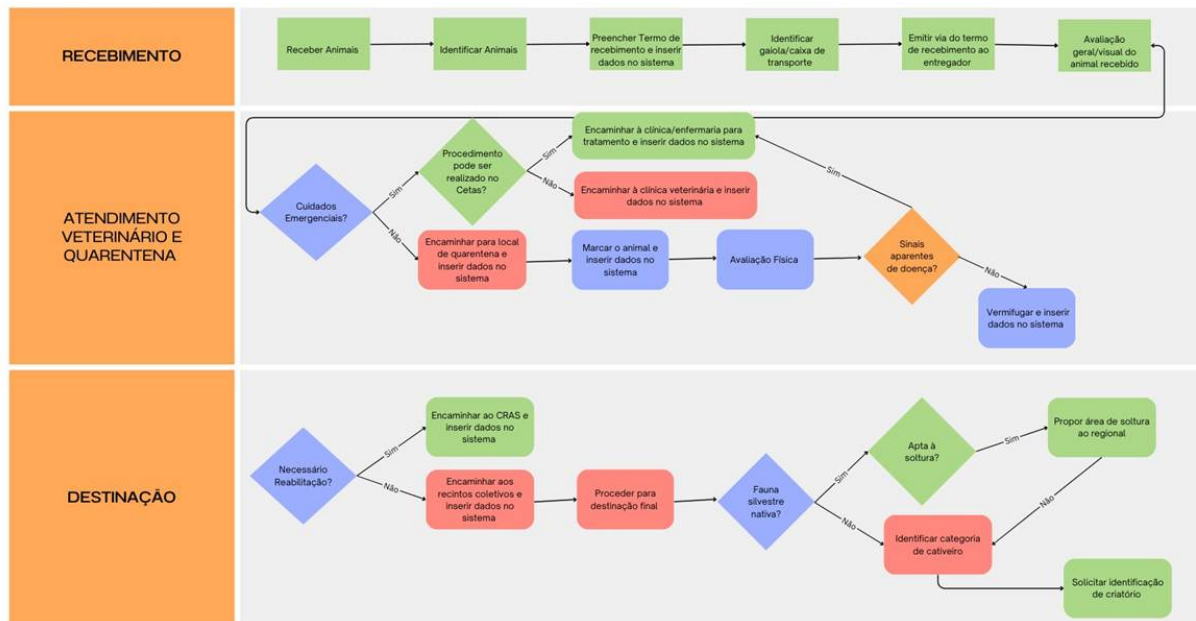 RECEBIMENTO
Receber Animais
Identificar Animais
Preencher Termo de
recebimento e inserir
dados no sistema
Identificar
gaiola/caixa de
transporte
Emitir via do termo
de recebimento ao
entregador
Avaliação
geral/visual do
animal recebido
ATENDIMENTO
VETERINÁRIO E
QUARENTENA
Cuidados
Emergenciais?
Sim
Não
Procedimento
pode ser
realizado no
Cetas?
Sim
Não
Encaminhar à clínica/enfermaria para
tratamento e inserir dados no sistema
Encaminhar à clínica veterinária e inserir
dados no sistema
Encaminhar para local
de quarentena e
inserir dados no
sistema
Marcar o animal e
inserir dados no
sistema
Avaliação Física
Sinais
aparentes
de doença?
Sim
Não
Vermifugar e inserir
dados no sistema
DESTINAÇÃO
Necessário
Reabilitação?
Sim
Não
Encaminhar ao CRAS e
inserir dados no
sistema
Encaminhar aos
recintos coletivos e
inserir dados no
sistema
Proceder para
destinação final
Fauna
silvestre
nativa?
Sim
Não
Apta à
soltura?
Sim
Propor área de soltura
ao regional
Não
Identificar categoria
de cativeiro
Solicitar identificação
de criatório